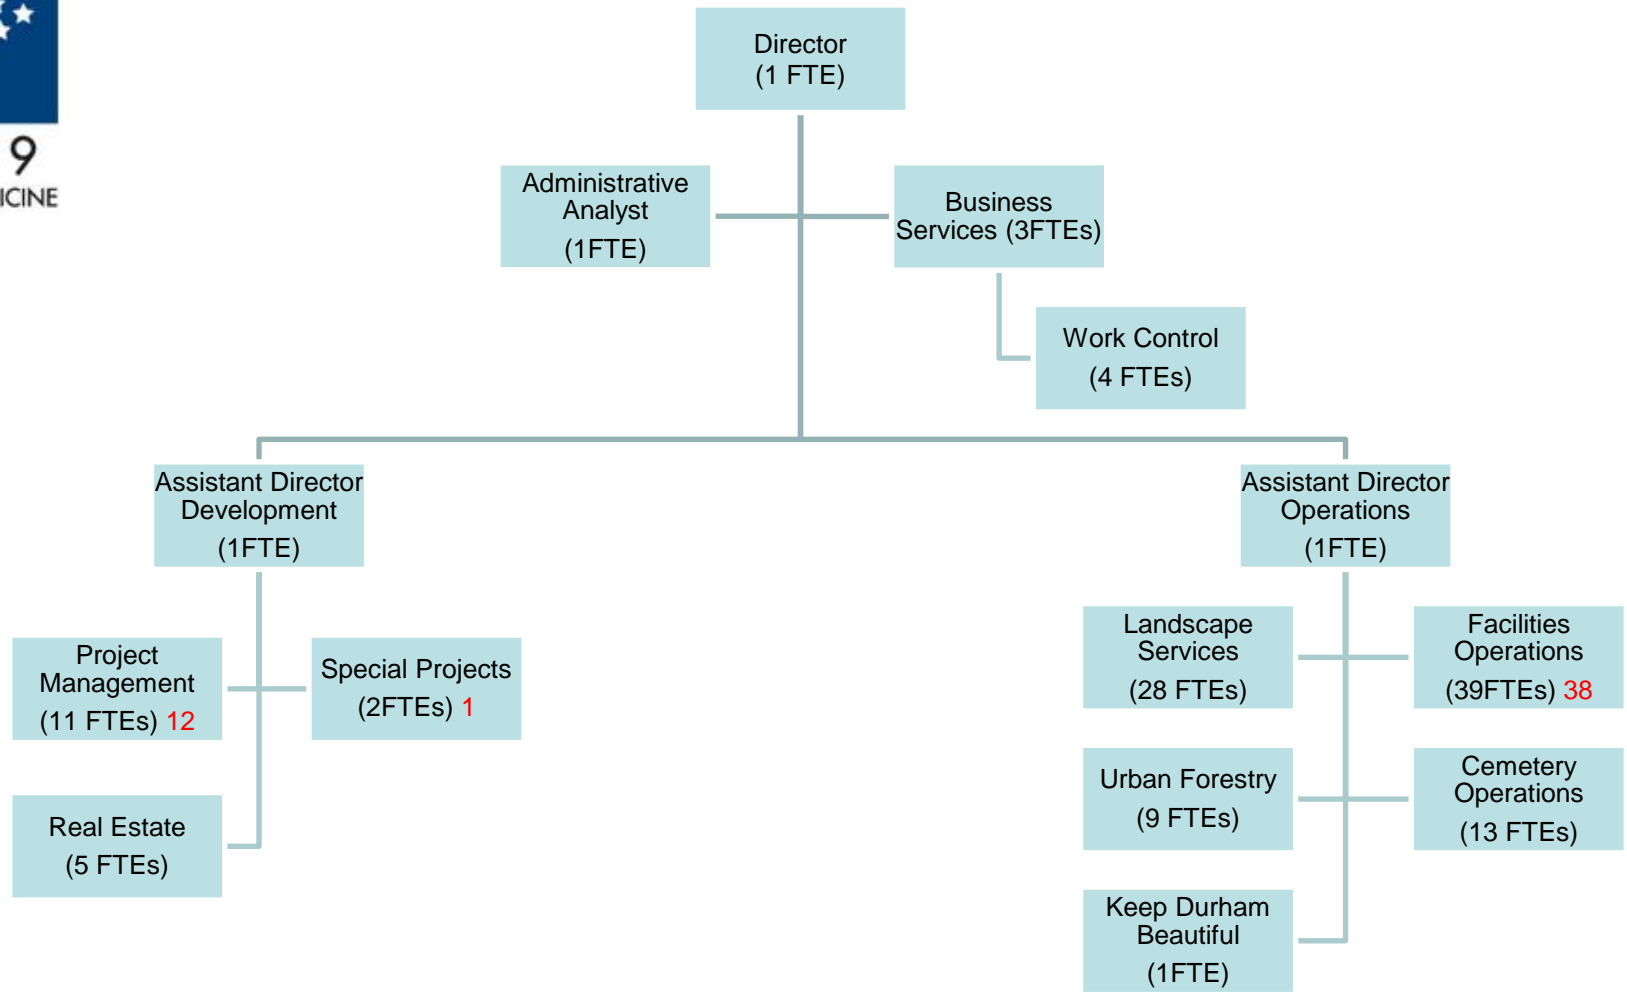 9
ICINE
Director
(1 FTE)
Administrative
Analyst
(1FTE)
Business
Services (3FTEs)
Work Control
(4 FTEs)
Assistant Director
Development
(1FTE)
Assistant Director
Operations
(1FTE)
Project
Management
(11 FTEs) 12
Special Projects
(2FTEs) 1
Real Estate
(5 FTEs)
Landscape
Services
(28 FTEs)
Facilities
Operations
(39FTEs) 38
Urban Forestry
(9 FTEs)
Cemetery
Operations
(13 FTEs)
Keep Durham
Beautiful
(1FTE)